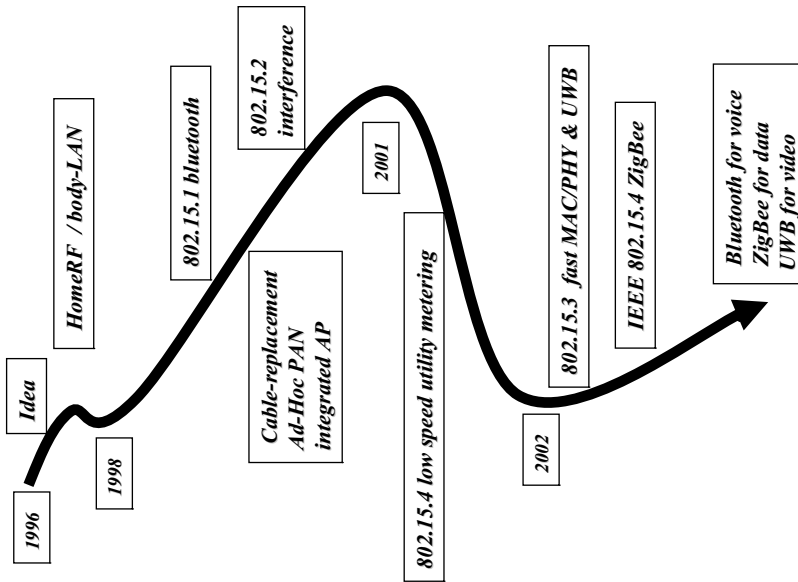 1996
Idea
1998
HomeRF / body-LAN
802.15.1 bluetooth
Cable-replacement
Ad-Hoc PAN
integrated AP
802.15.2
interference
2001
802.15.4 low speed utility metering
2002
802.15.3 fast MAC/PHY & UWB
IEEE 802.15.4 ZigBee
Bluetooth for voice
ZigBee for data
UWB for video